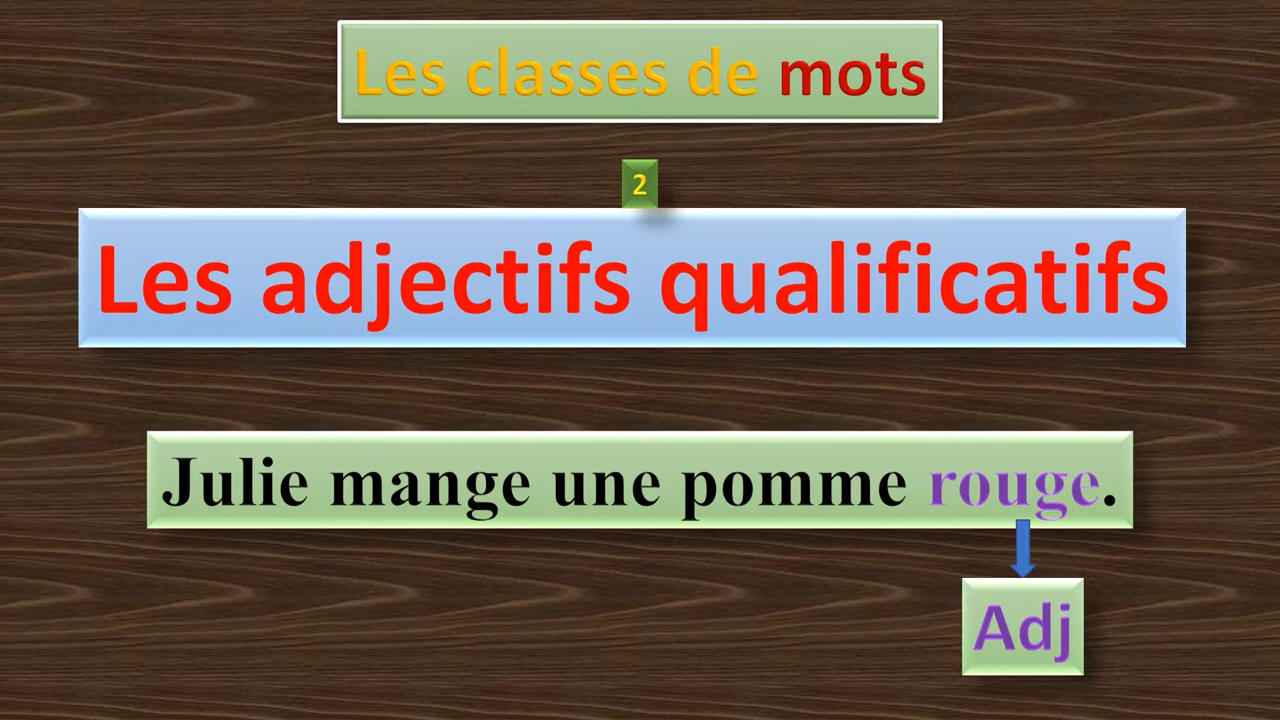 Les classes de mots
2
Les adjectifs qualificatifs
Julie mange une pomme rouge.
Adj